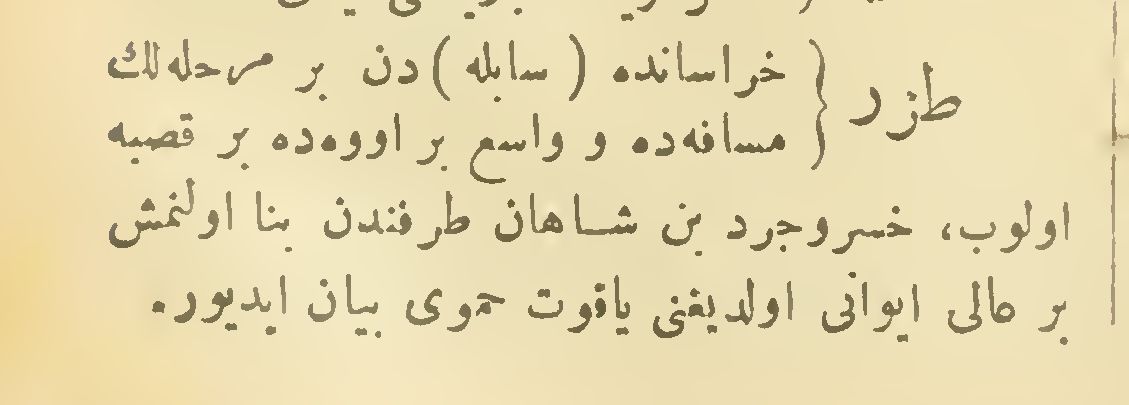 طزر { خراسانده (سابله) دن بر مرحله‌لك
مسافه‌ده و واسع بر اووه‌ده بر قصبه
اولوب، خسروجرد بن شاهان طرفندن بنا اولنمش
بر عالی ایوانی اولدیغنی یاقوت حموی بیان ایدیور.